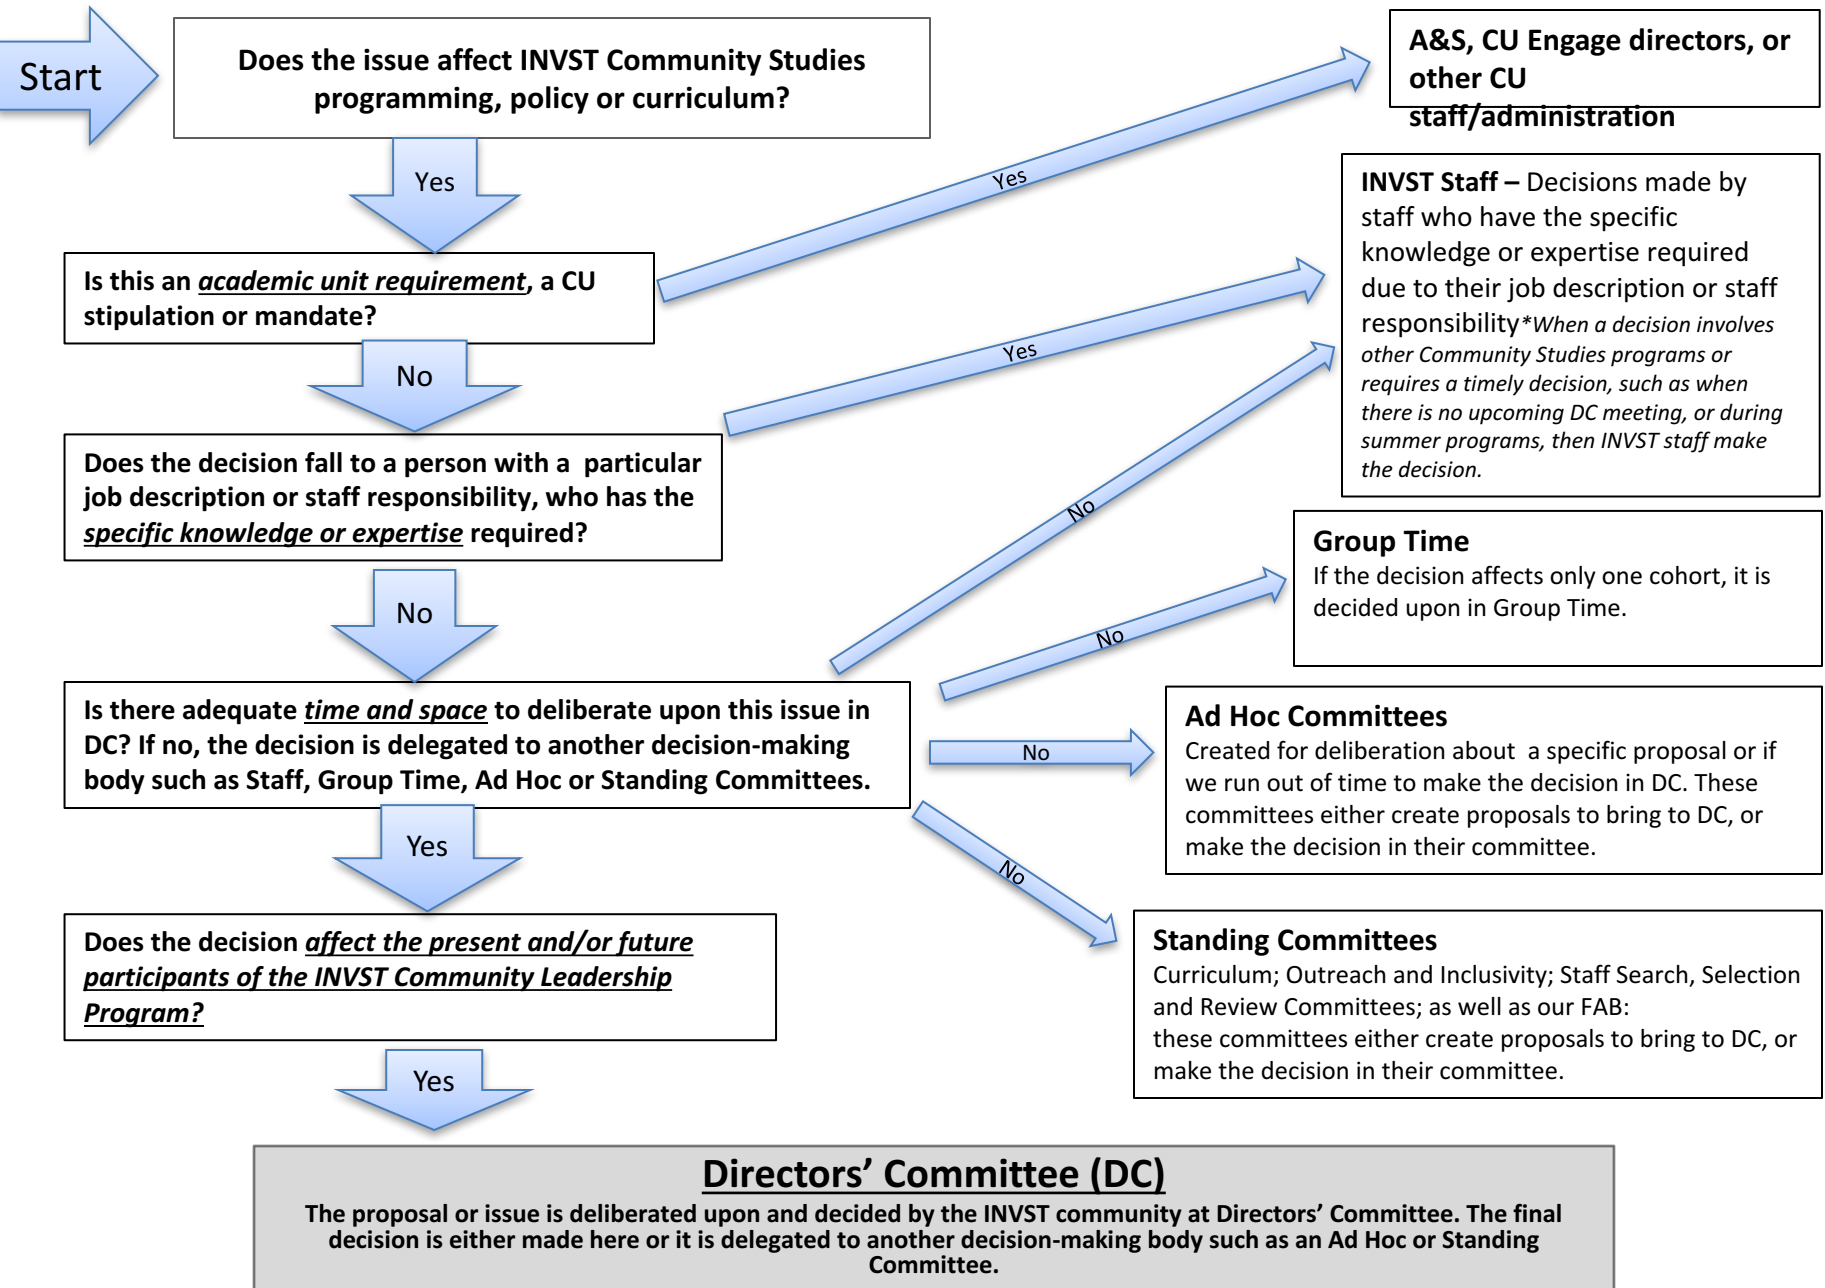 Start
Does the issue affect INVST Community Studies
programming, policy or curriculum?
A&S, CU Engage directors, or
other CU
staff/administration
Yes
Yes
INVST Staff – Decisions made by
staff who have the specific
knowledge or expertise required
due to their job description or staff
responsibility*When a decision involves
other Community Studies programs or
requires a timely decision, such as when
there is no upcoming DC meeting, or during
summer programs, then INVST staff make
the decision.
Is this an academic unit requirement, a CU
stipulation or mandate?
No
Yes
Does the decision fall to a person with a  particular
job description or staff responsibility, who has the
specific knowledge or expertise required?
No
No
Group Time
If the decision affects only one cohort, it is
decided upon in Group Time.
No
Is there adequate time and space to deliberate upon this issue in
DC? If no, the decision is delegated to another decision-making
body such as Staff, Group Time, Ad Hoc or Standing Committees.
No
Ad Hoc Committees
Created for deliberation about  a specific proposal or if
we run out of time to make the decision in DC. These
committees either create proposals to bring to DC, or
make the decision in their committee.
Yes
No
Does the decision affect the present and/or future
participants of the INVST Community Leadership
Program?
Standing Committees
Curriculum; Outreach and Inclusivity; Staff Search, Selection
and Review Committees; as well as our FAB:
these committees either create proposals to bring to DC, or
make the decision in their committee.
Yes
Directors’ Committee (DC)
The proposal or issue is deliberated upon and decided by the INVST community at Directors’ Committee. The final
decision is either made here or it is delegated to another decision-making body such as an Ad Hoc or Standing
Committee.